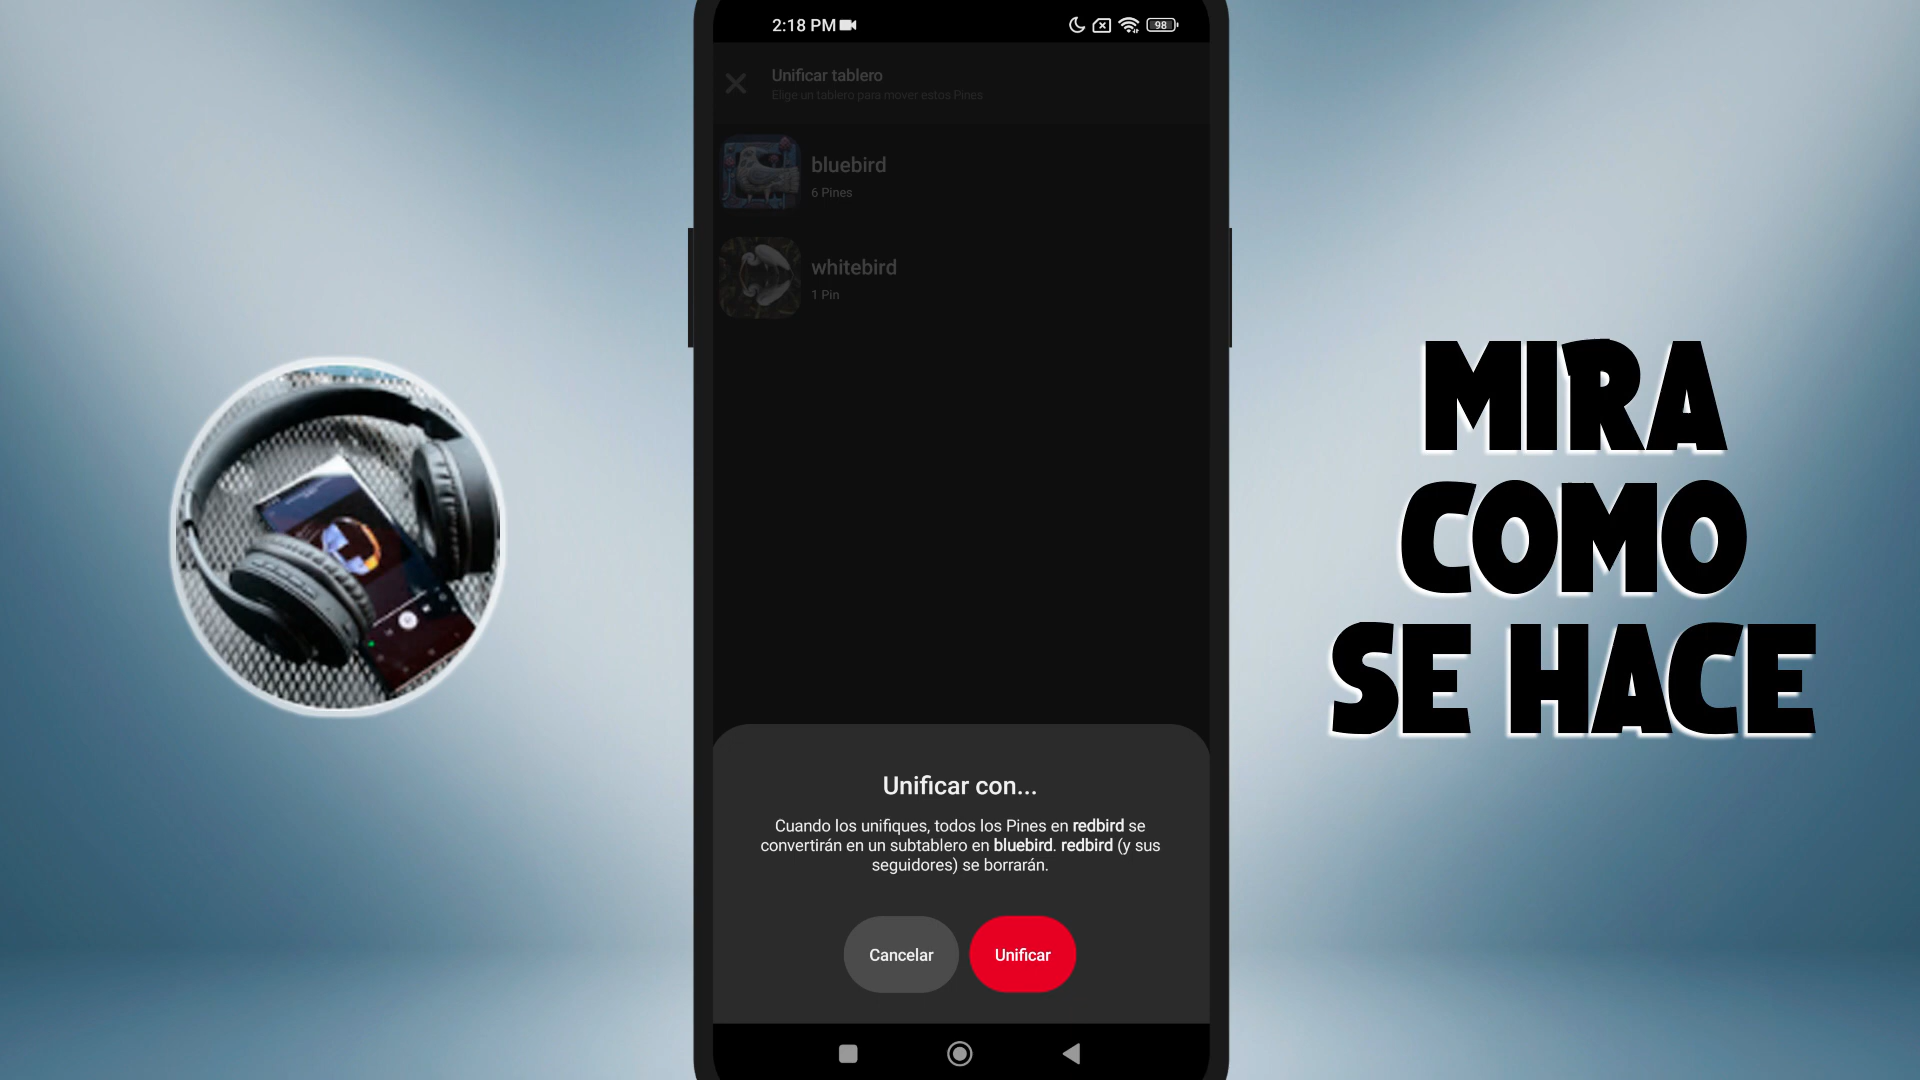 2:18 PM
98
Unificar tablero
Elige un tablero para mover estos Pines
bluebird
6 Pines
whitebird
1 Pin
Unificar con...
Cuando los unifiques, todos los Pines en redbird se
convertirán en un subtablero en bluebird. redbird (y sus
seguidores) se borrarán.
Cancelar
Unificar
MIRA
COMO
SE HACE